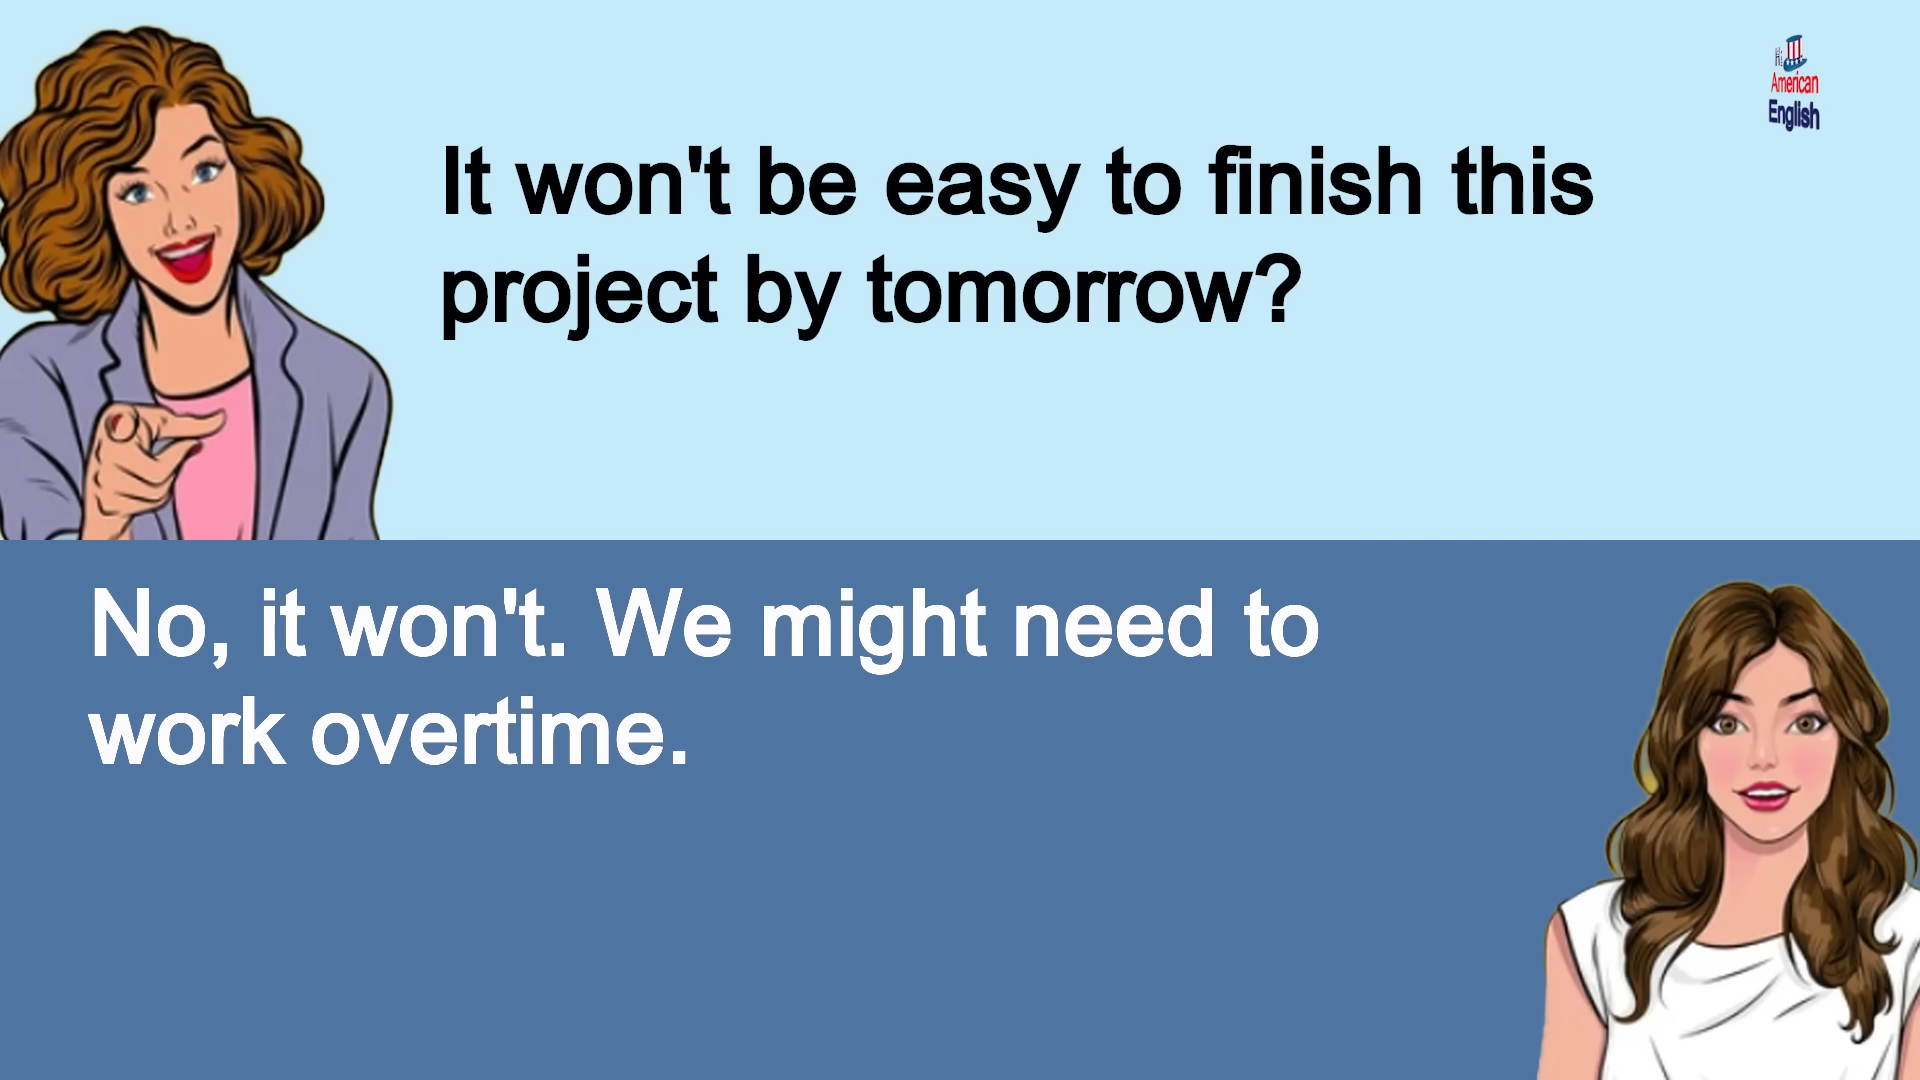 Hi
American
English
It won't be easy to finish this
project by tomorrow?
No, it won't. We might need to
work overtime.